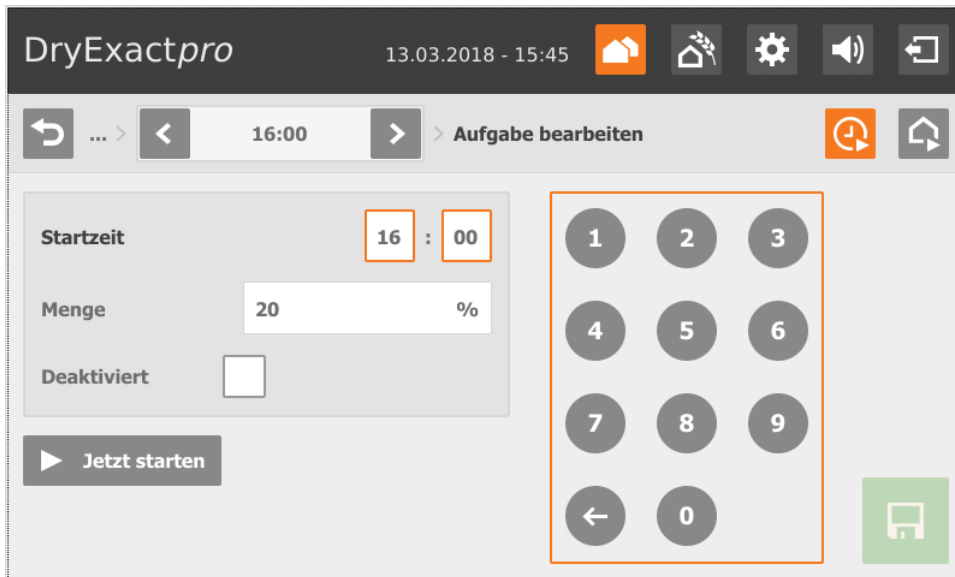 DryExactpro 13.03.2018 - 15:45
... > 16:00 > Aufgabe bearbeiten
Startzeit 16 : 00
Menge 20 %
Deaktiviert
Jetzt starten
1 2 3
4 5 6
7 8 9
0